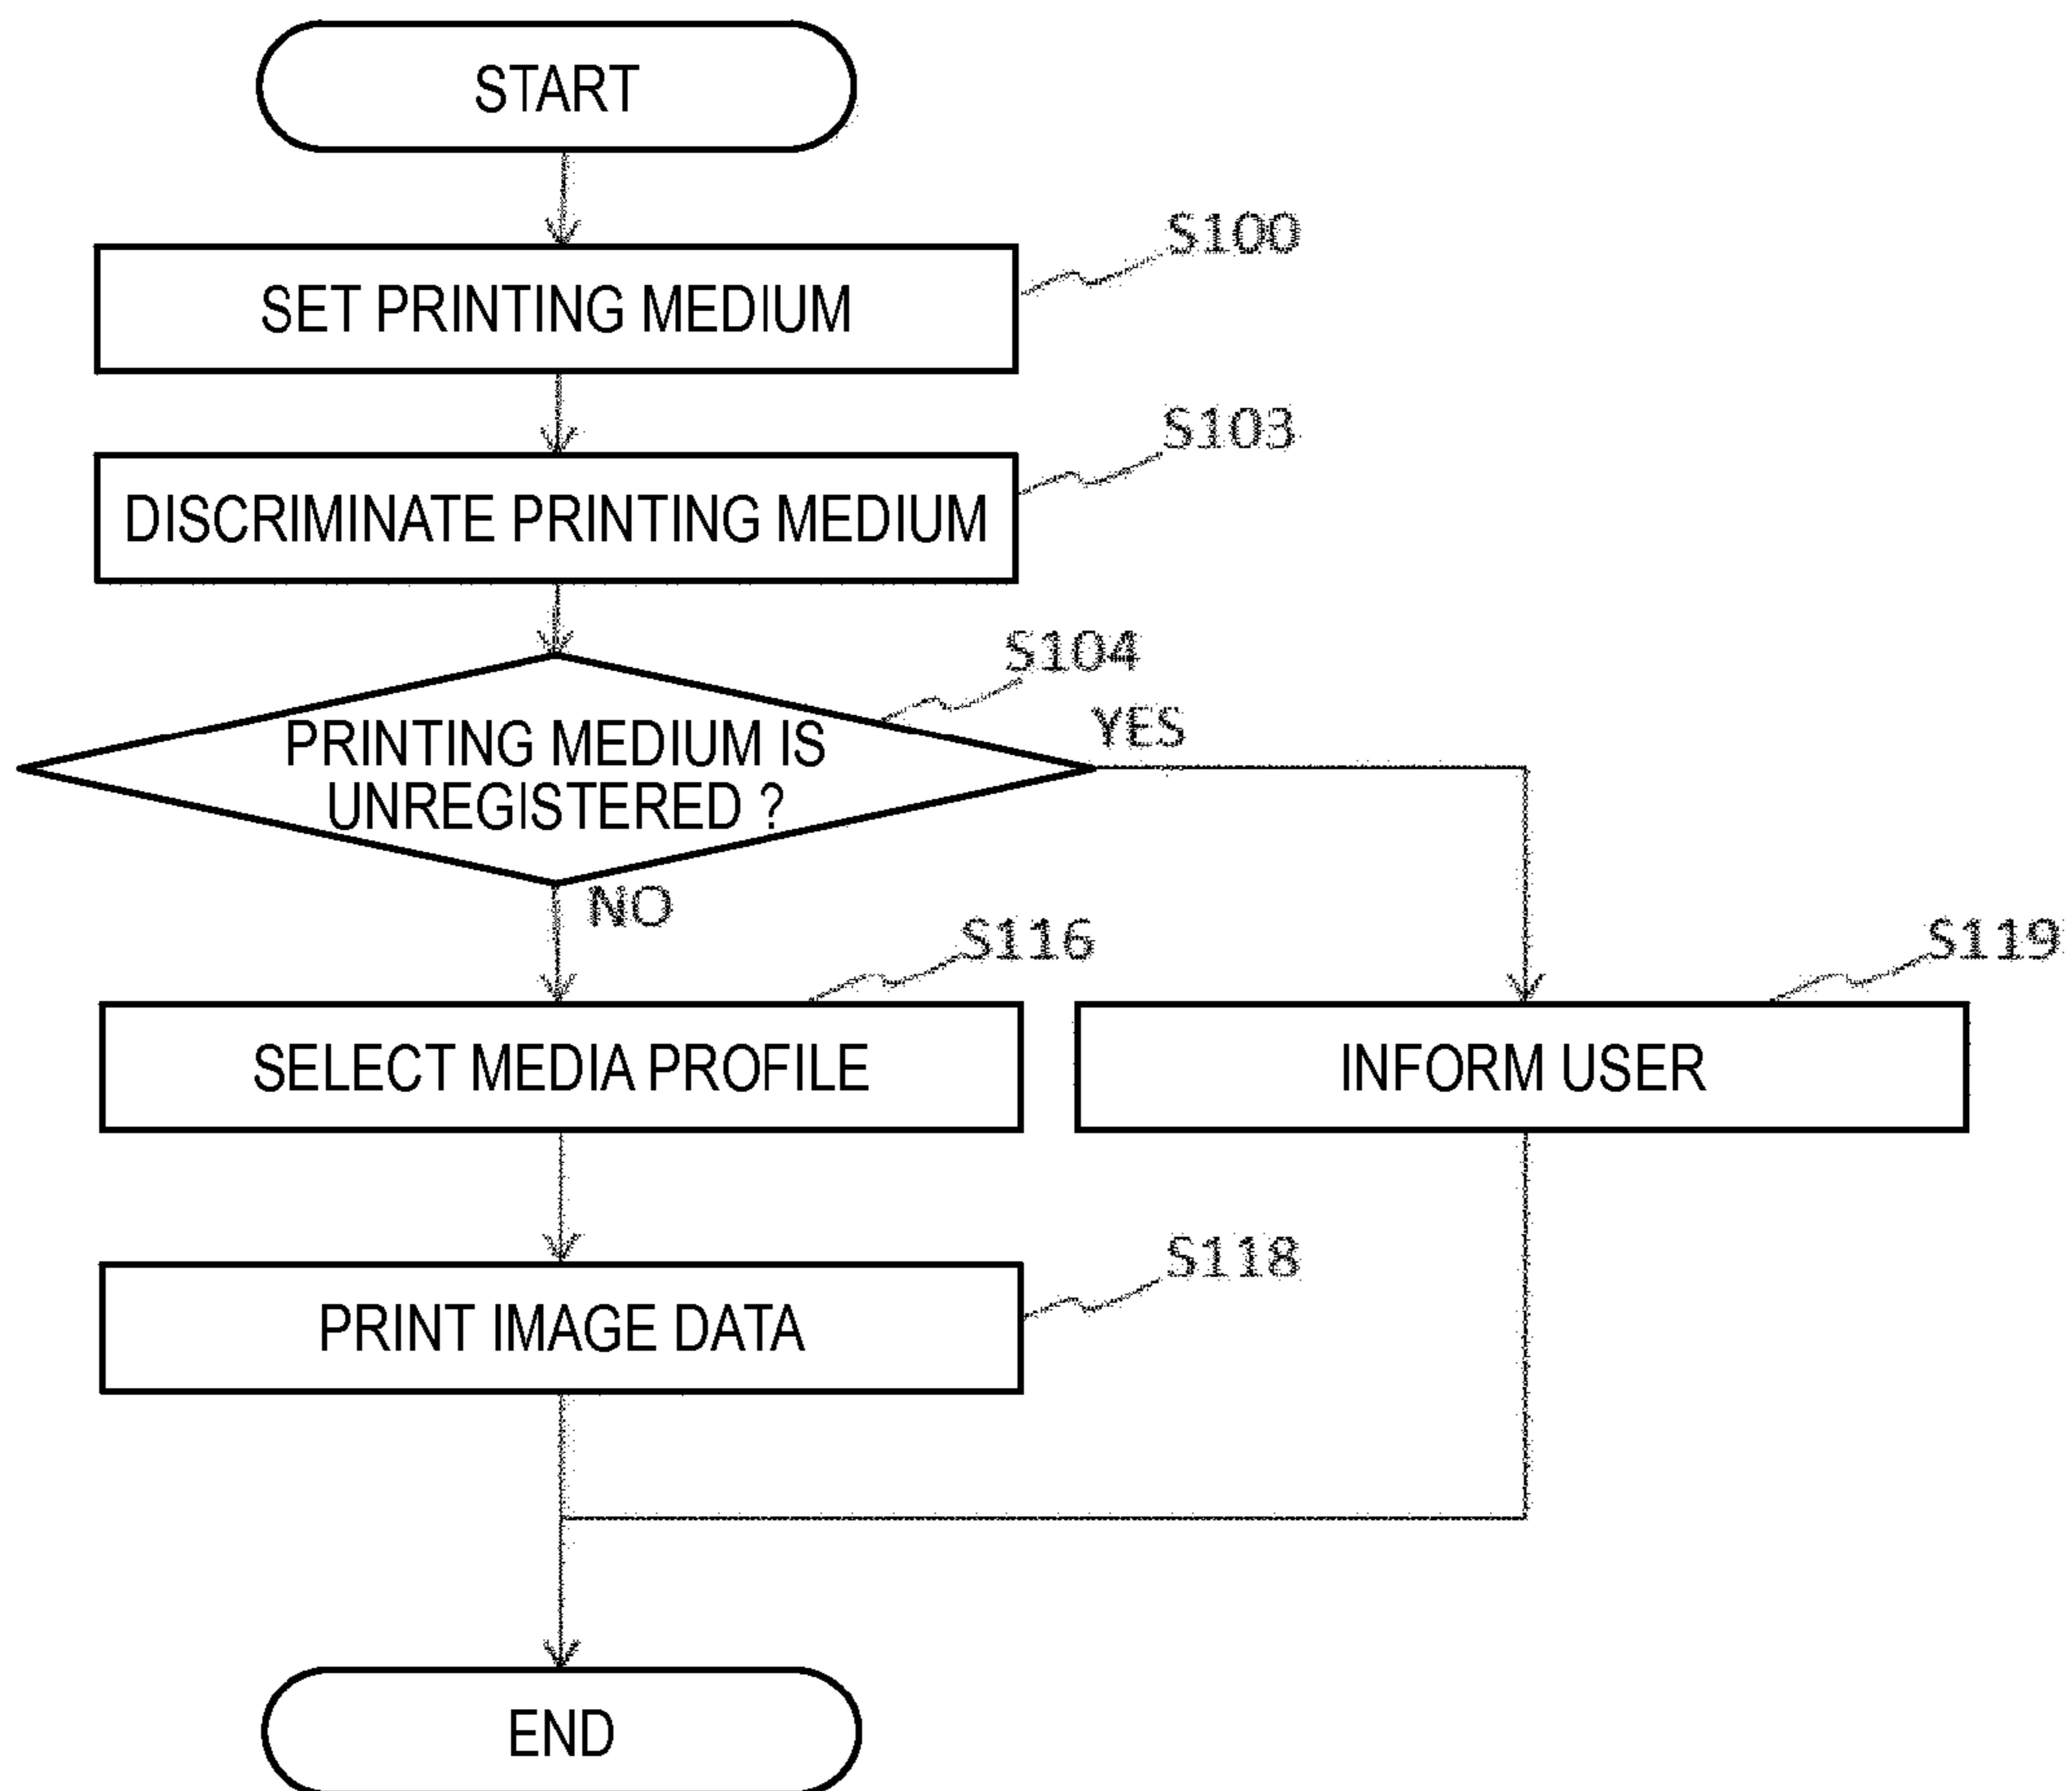 START
S100
SET PRINTING MEDIUM
S103
DISCRIMINATE PRINTING MEDIUM
S104
PRINTING MEDIUM IS
UNREGISTERED ?
YES
NO
S116
SELECT MEDIA PROFILE
S119
INFORM USER
S118
PRINT IMAGE DATA
END